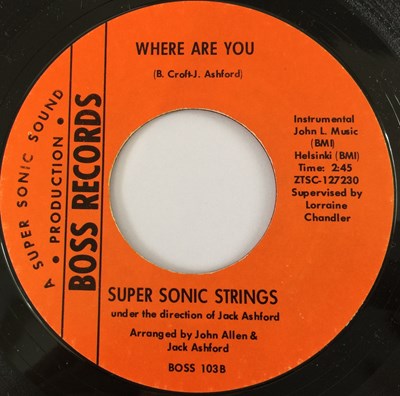 WHERE ARE YOU
(B. Croft-J. Ashford)
A SUPER SONIC SOUND
• PRODUCTION •
BOSS RECORDS
Instrumental
John L. Music
(BMI)
Helsinki (BMI)
Time: 2:45
ZTSC-127230
Supervised by
Lorraine
Chandler
SUPER SONIC STRINGS
under the direction of Jack Ashford
Arranged by John Allen &
Jack Ashford
BOSS 103B